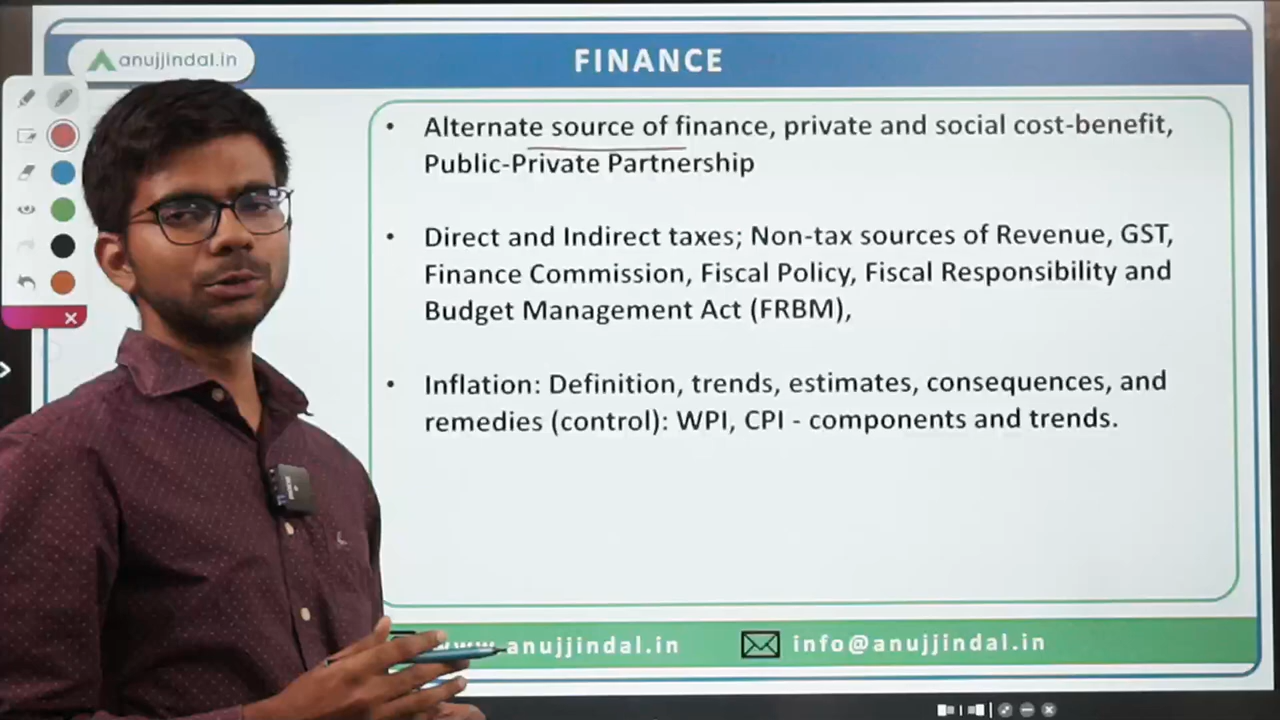 anujjindal.in
FINANCE
• Alternate source of finance, private and social cost-benefit,
Public-Private Partnership
• Direct and Indirect taxes; Non-tax sources of Revenue, GST,
Finance Commission, Fiscal Policy, Fiscal Responsibility and
Budget Management Act (FRBM),
• Inflation: Definition, trends, estimates, consequences, and
remedies (control): WPI, CPI - components and trends.
www.anujjindal.in
info@anujjindal.in